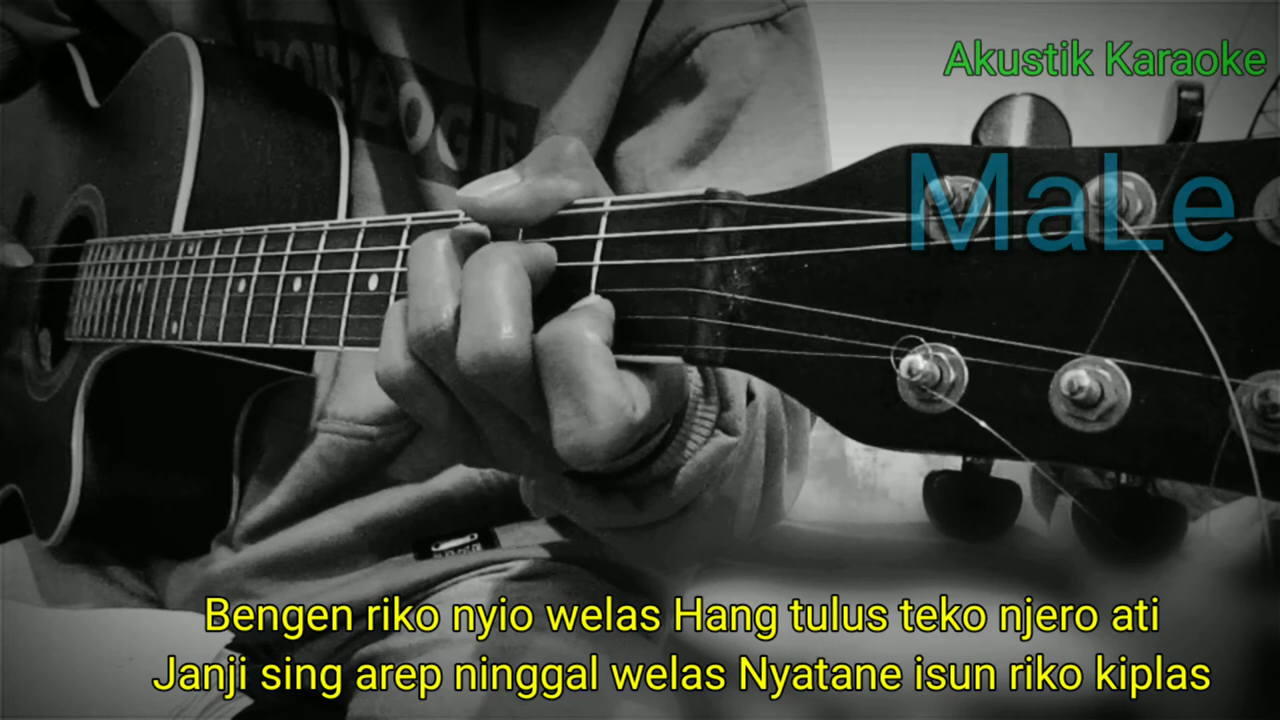 Akustik Karaoke
MaLe
Bengen riko nyio welas Hang tulus teko njero ati
Janji sing arep ninggal welas Nyatane isun riko kiplas